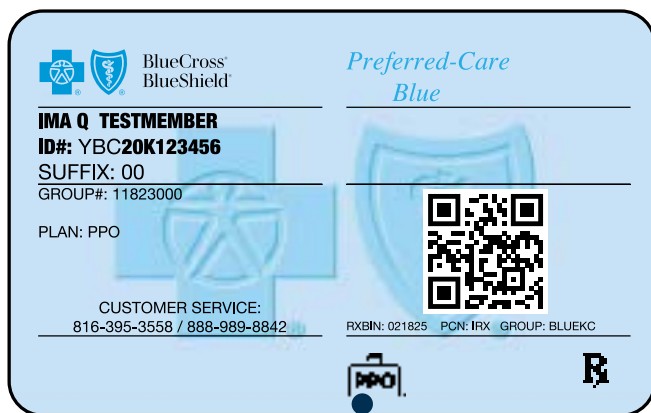 BlueCross®
BlueShield®
Preferred-Care
Blue
IMA Q TESTMEMBER
ID#: YBC20K123456
SUFFIX: 00
GROUP#: 11823000
PLAN: PPO
CUSTOMER SERVICE:
816-395-3558 / 888-989-8842
RXBIN: 021825 PCN: IRX GROUP: BLUEKC
PPO
Rx